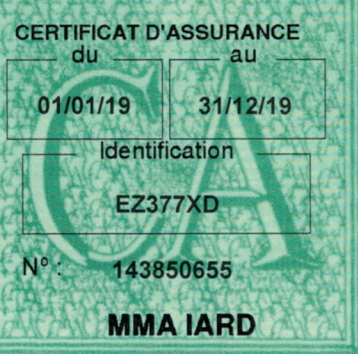 CERTIFICAT D'ASSURANCE
du au
01/01/19 31/12/19
Identification
EZ377XD
N° : 143850655
MMA IARD